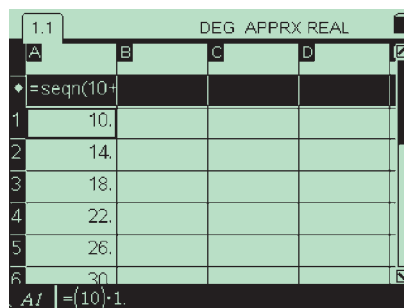 1.1 DEG APPRX REAL
A B C D
◆ =seqn(10+
1 10.
2 14.
3 18.
4 22.
5 26.
6 30.
A1 =(10)·1.